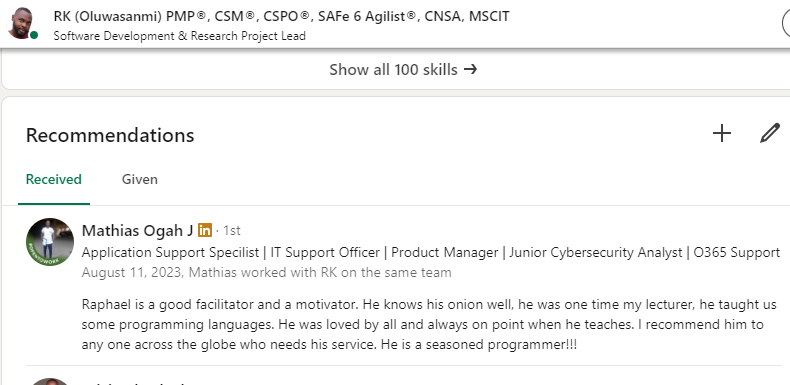 RK (Oluwasanmi) PMP®, CSM®, CSPO®, SAFe 6 Agilist®, CNSA, MSCIT
Software Development & Research Project Lead
Show all 100 skills →
Recommendations
Received Given
Mathias Ogah J in · 1st
Application Support Specilist | IT Support Officer | Product Manager | Junior Cybersecurity Analyst | O365 Support
August 11, 2023, Mathias worked with RK on the same team
Raphael is a good facilitator and a motivator. He knows his onion well, he was one time my lecturer, he taught us
some programming languages. He was loved by all and always on point when he teaches. I recommend him to
any one across the globe who needs his service. He is a seasoned programmer!!!
#OPENTOWORK